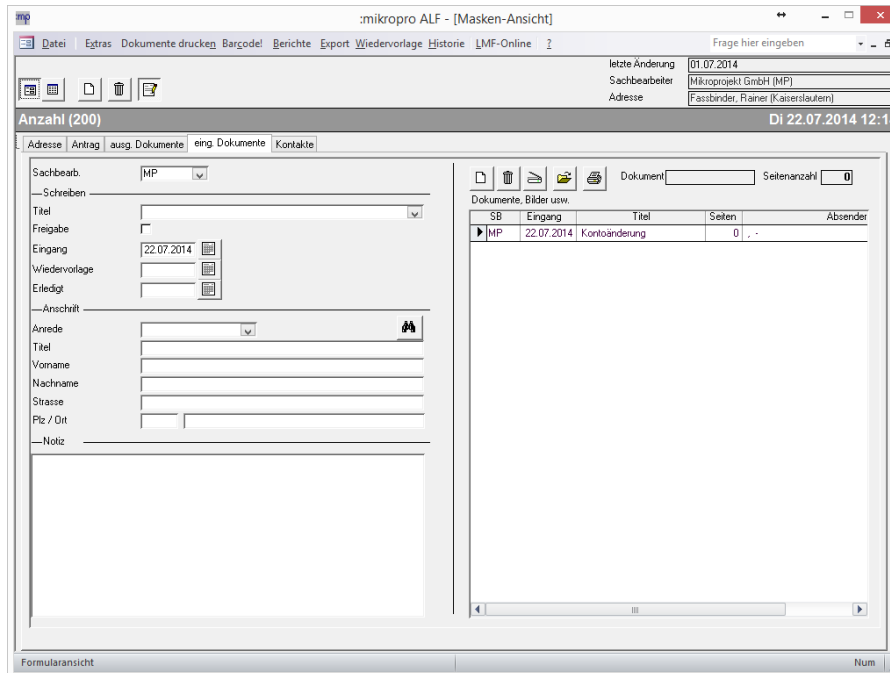 :mp :mikropro ALF - [Masken-Ansicht]
Datei Extras Dokumente drucken Barcode! Berichte Export Wiedervorlage Historie LMF-Online ? Frage hier eingeben
letzte Änderung 01.07.2014
Sachbearbeiter Mikroprojekt GmbH (MP)
Adresse Fassbinder, Rainer (Kaiserslautern)
Anzahl (200) Di 22.07.2014 12:1
Adresse Antrag ausg. Dokumente eing. Dokumente Kontakte
Sachbearb. MP
Schreiben
Titel
Freigabe
Eingang 22.07.2014
Wiedervorlage
Erledigt
Anschrift
Anrede
Titel
Vorname
Nachname
Strasse
Plz / Ort
Notiz
Dokument Seitenanzahl 0
Dokumente, Bilder usw.
SB Eingang Titel Seiten Absender
MP 22.07.2014 Kontoänderung 0 , -
Formularansicht Num